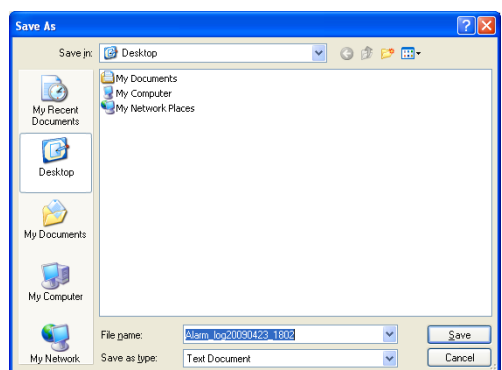 Save As
Save in:
Desktop
My Recent
Documents
Desktop
My Documents
My Computer
My Network
My Documents
My Computer
My Network Places
File name:
Alarm_log20090423_1802
Save
Save as type:
Text Document
Cancel